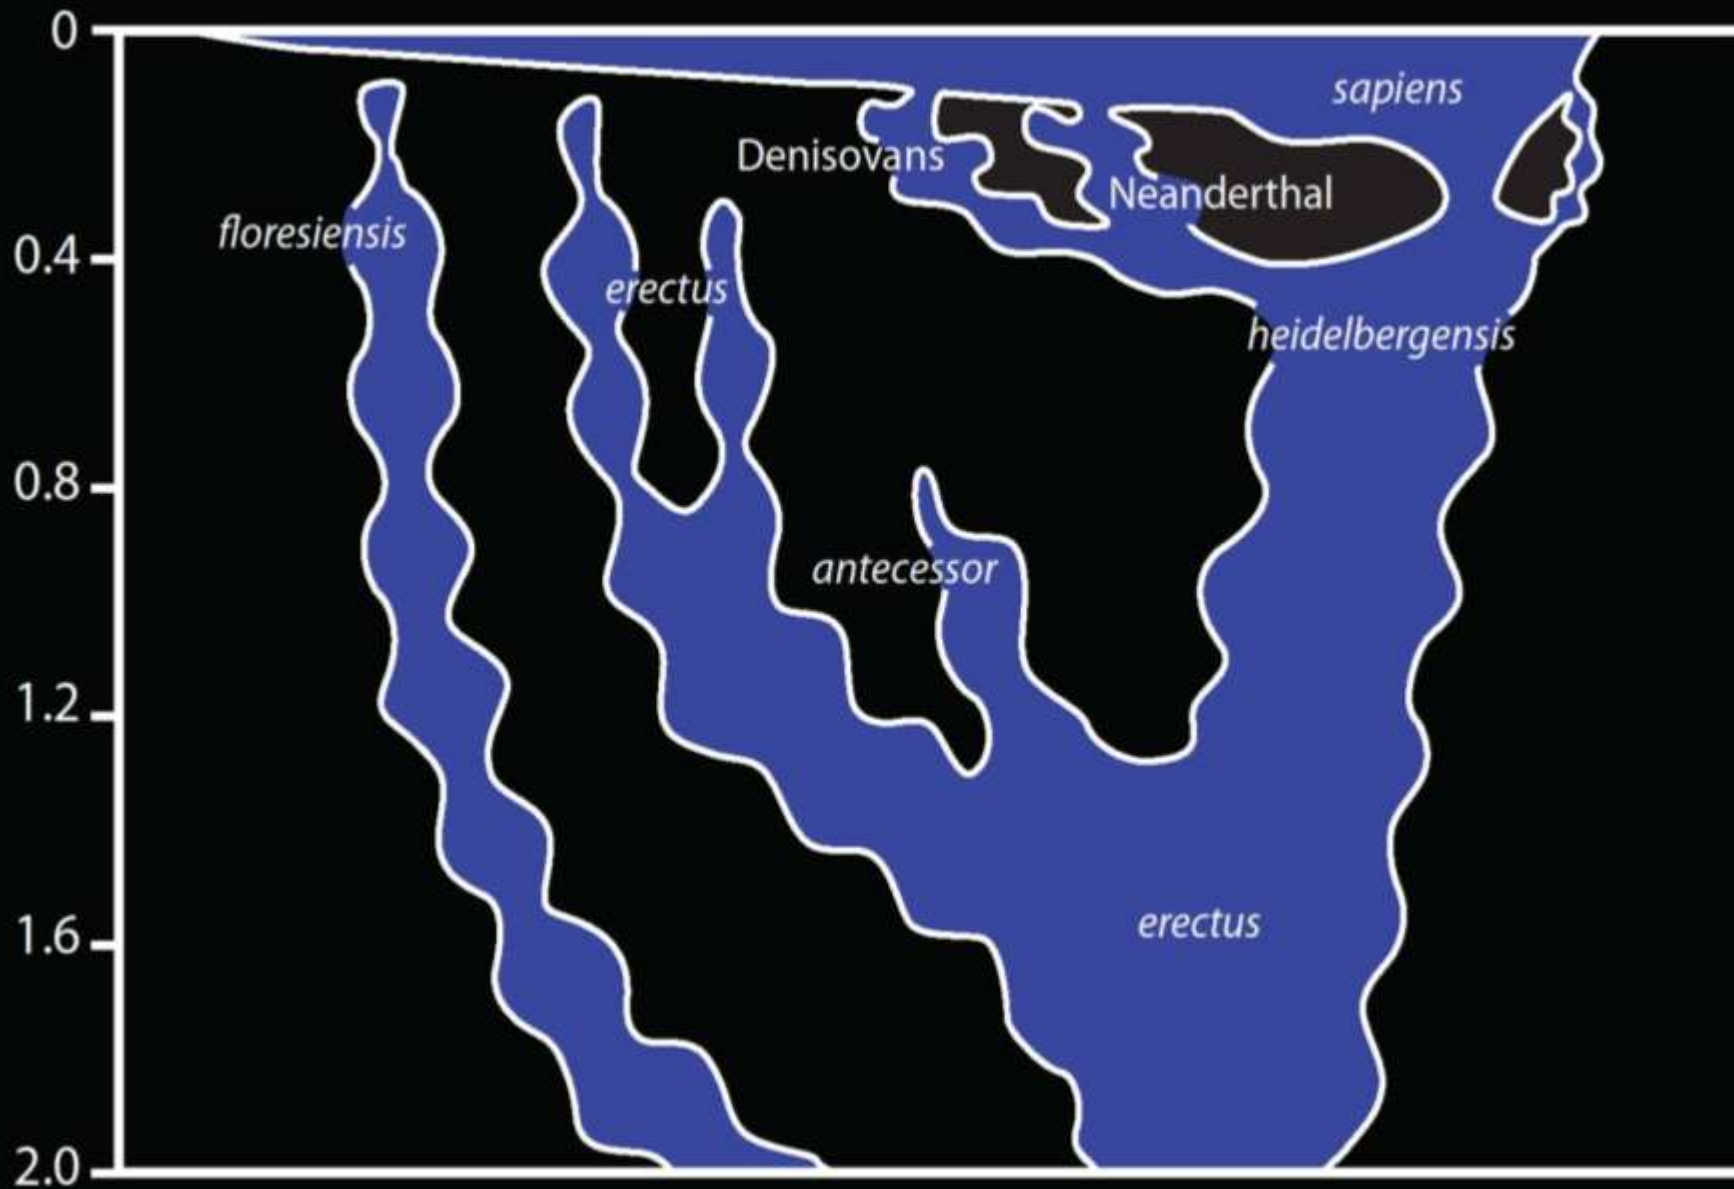 0
sapiens
Denisovans
Neanderthal
floresiensis
0.4
erectus
heidelbergensis
0.8
antecessor
1.2
erectus
1.6
2.0